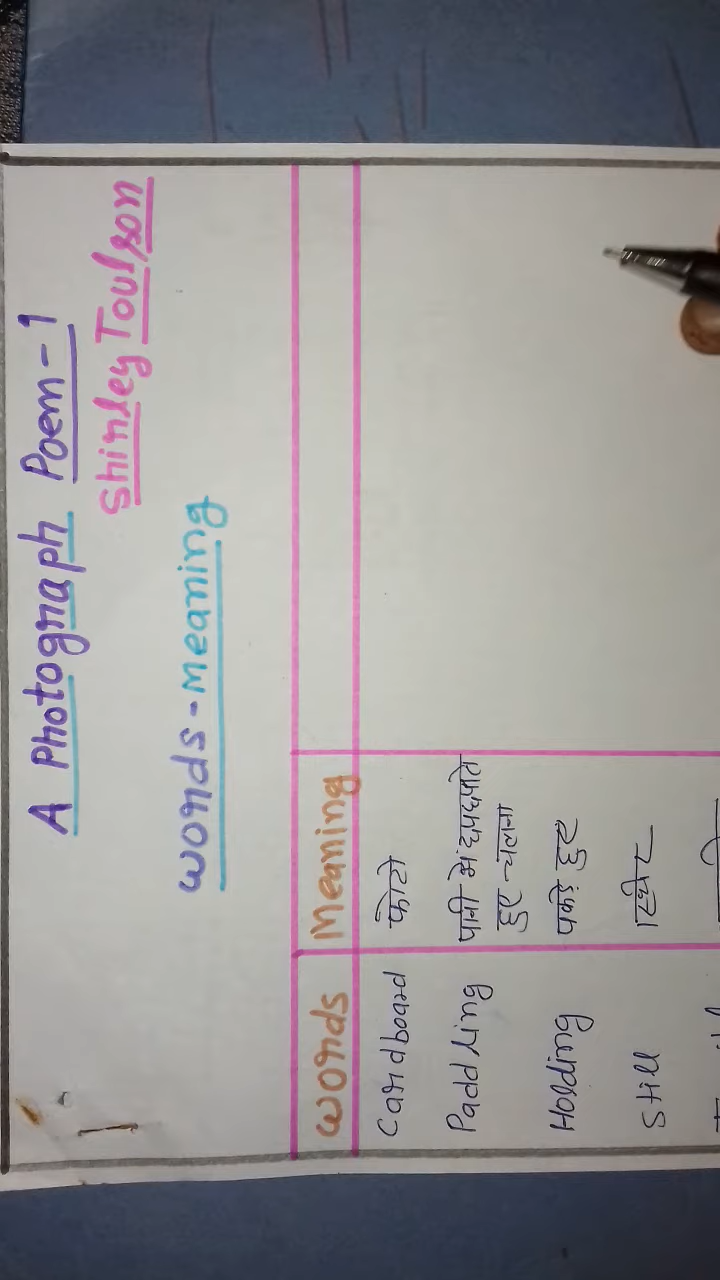 A Photograph Poem-1
Shirley Toulson
words-meaning
words Meaning
Cardboard फोटो
Paddling पानी में छपछपाते
हुए चलना
Holding पकड़े हुए
Still स्थिर